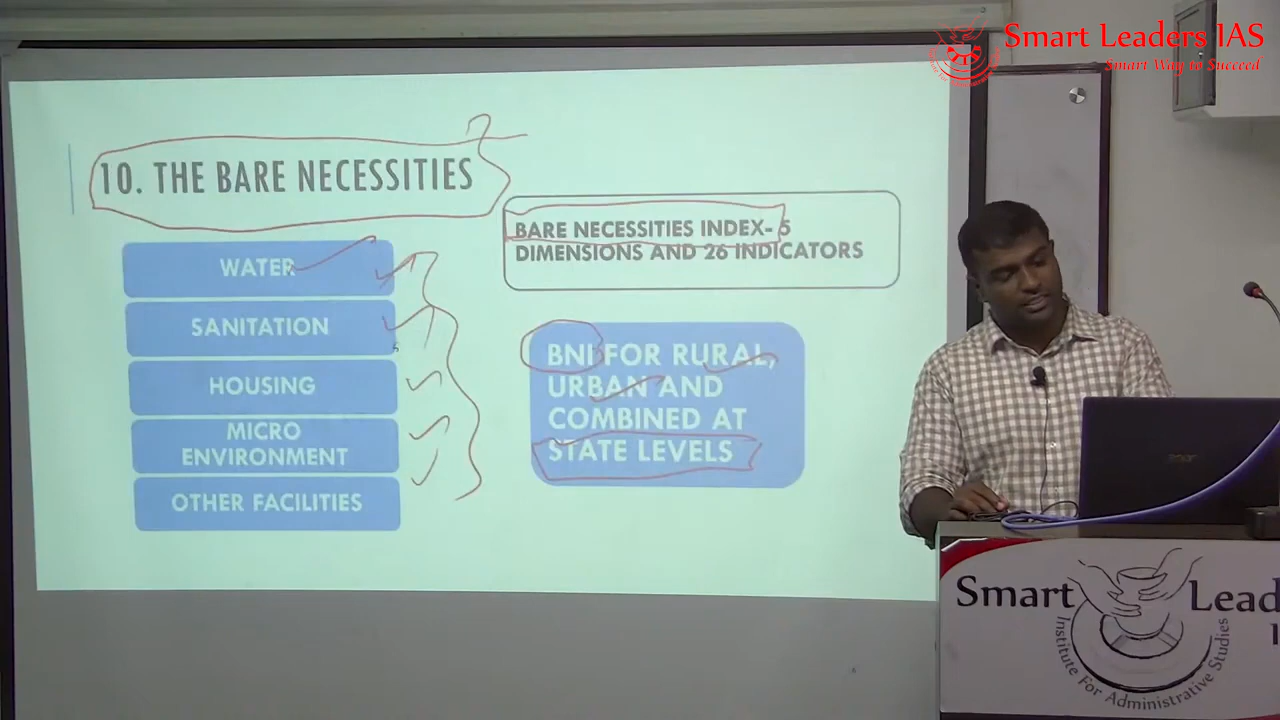 Smart Leaders IAS
Smart Way to Succeed
10. THE BARE NECESSITIES
BARE NECESSITIES INDEX- 5
DIMENSIONS AND 26 INDICATORS
WATER
SANITATION
HOUSING
MICRO
ENVIRONMENT
OTHER FACILITIES
BNI FOR RURAL,
URBAN AND
COMBINED AT
STATE LEVELS
acer
Smart Lead
I
Institute For Administrative Studies